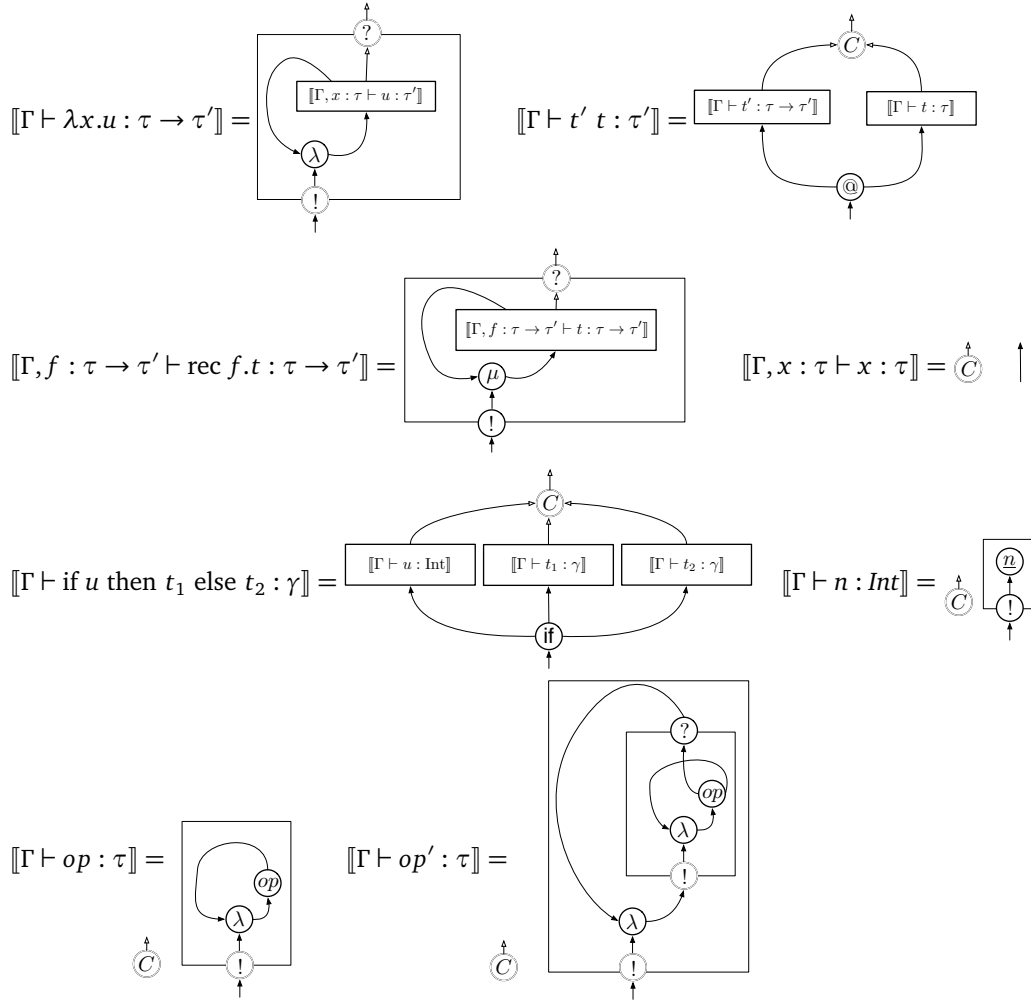 ?
C
⟦Γ, x : τ ⊢ u : τ′⟧
⟦Γ ⊢ t′ : τ → τ′⟧ ⟦Γ ⊢ t : τ⟧
⟦Γ ⊢ λx.u : τ → τ′⟧ = ⟦Γ ⊢ t′ t : τ′⟧ =
λ
@
!
?
⟦Γ, f : τ → τ′ ⊢ t : τ → τ′⟧
⟦Γ, f : τ → τ′ ⊢ rec f.t : τ → τ′⟧ = μ ⟦Γ, x : τ ⊢ x : τ⟧ = C
!
C
⟦Γ ⊢ u : Int⟧ ⟦Γ ⊢ t₁ : γ⟧ ⟦Γ ⊢ t₂ : γ⟧ n
⟦Γ ⊢ if u then t₁ else t₂ : γ⟧ = ⟦Γ ⊢ n : Int⟧ = C !
if
?
op
λ
⟦Γ ⊢ op : τ⟧ = op ⟦Γ ⊢ op′ : τ⟧ = !
λ λ
C ! C !